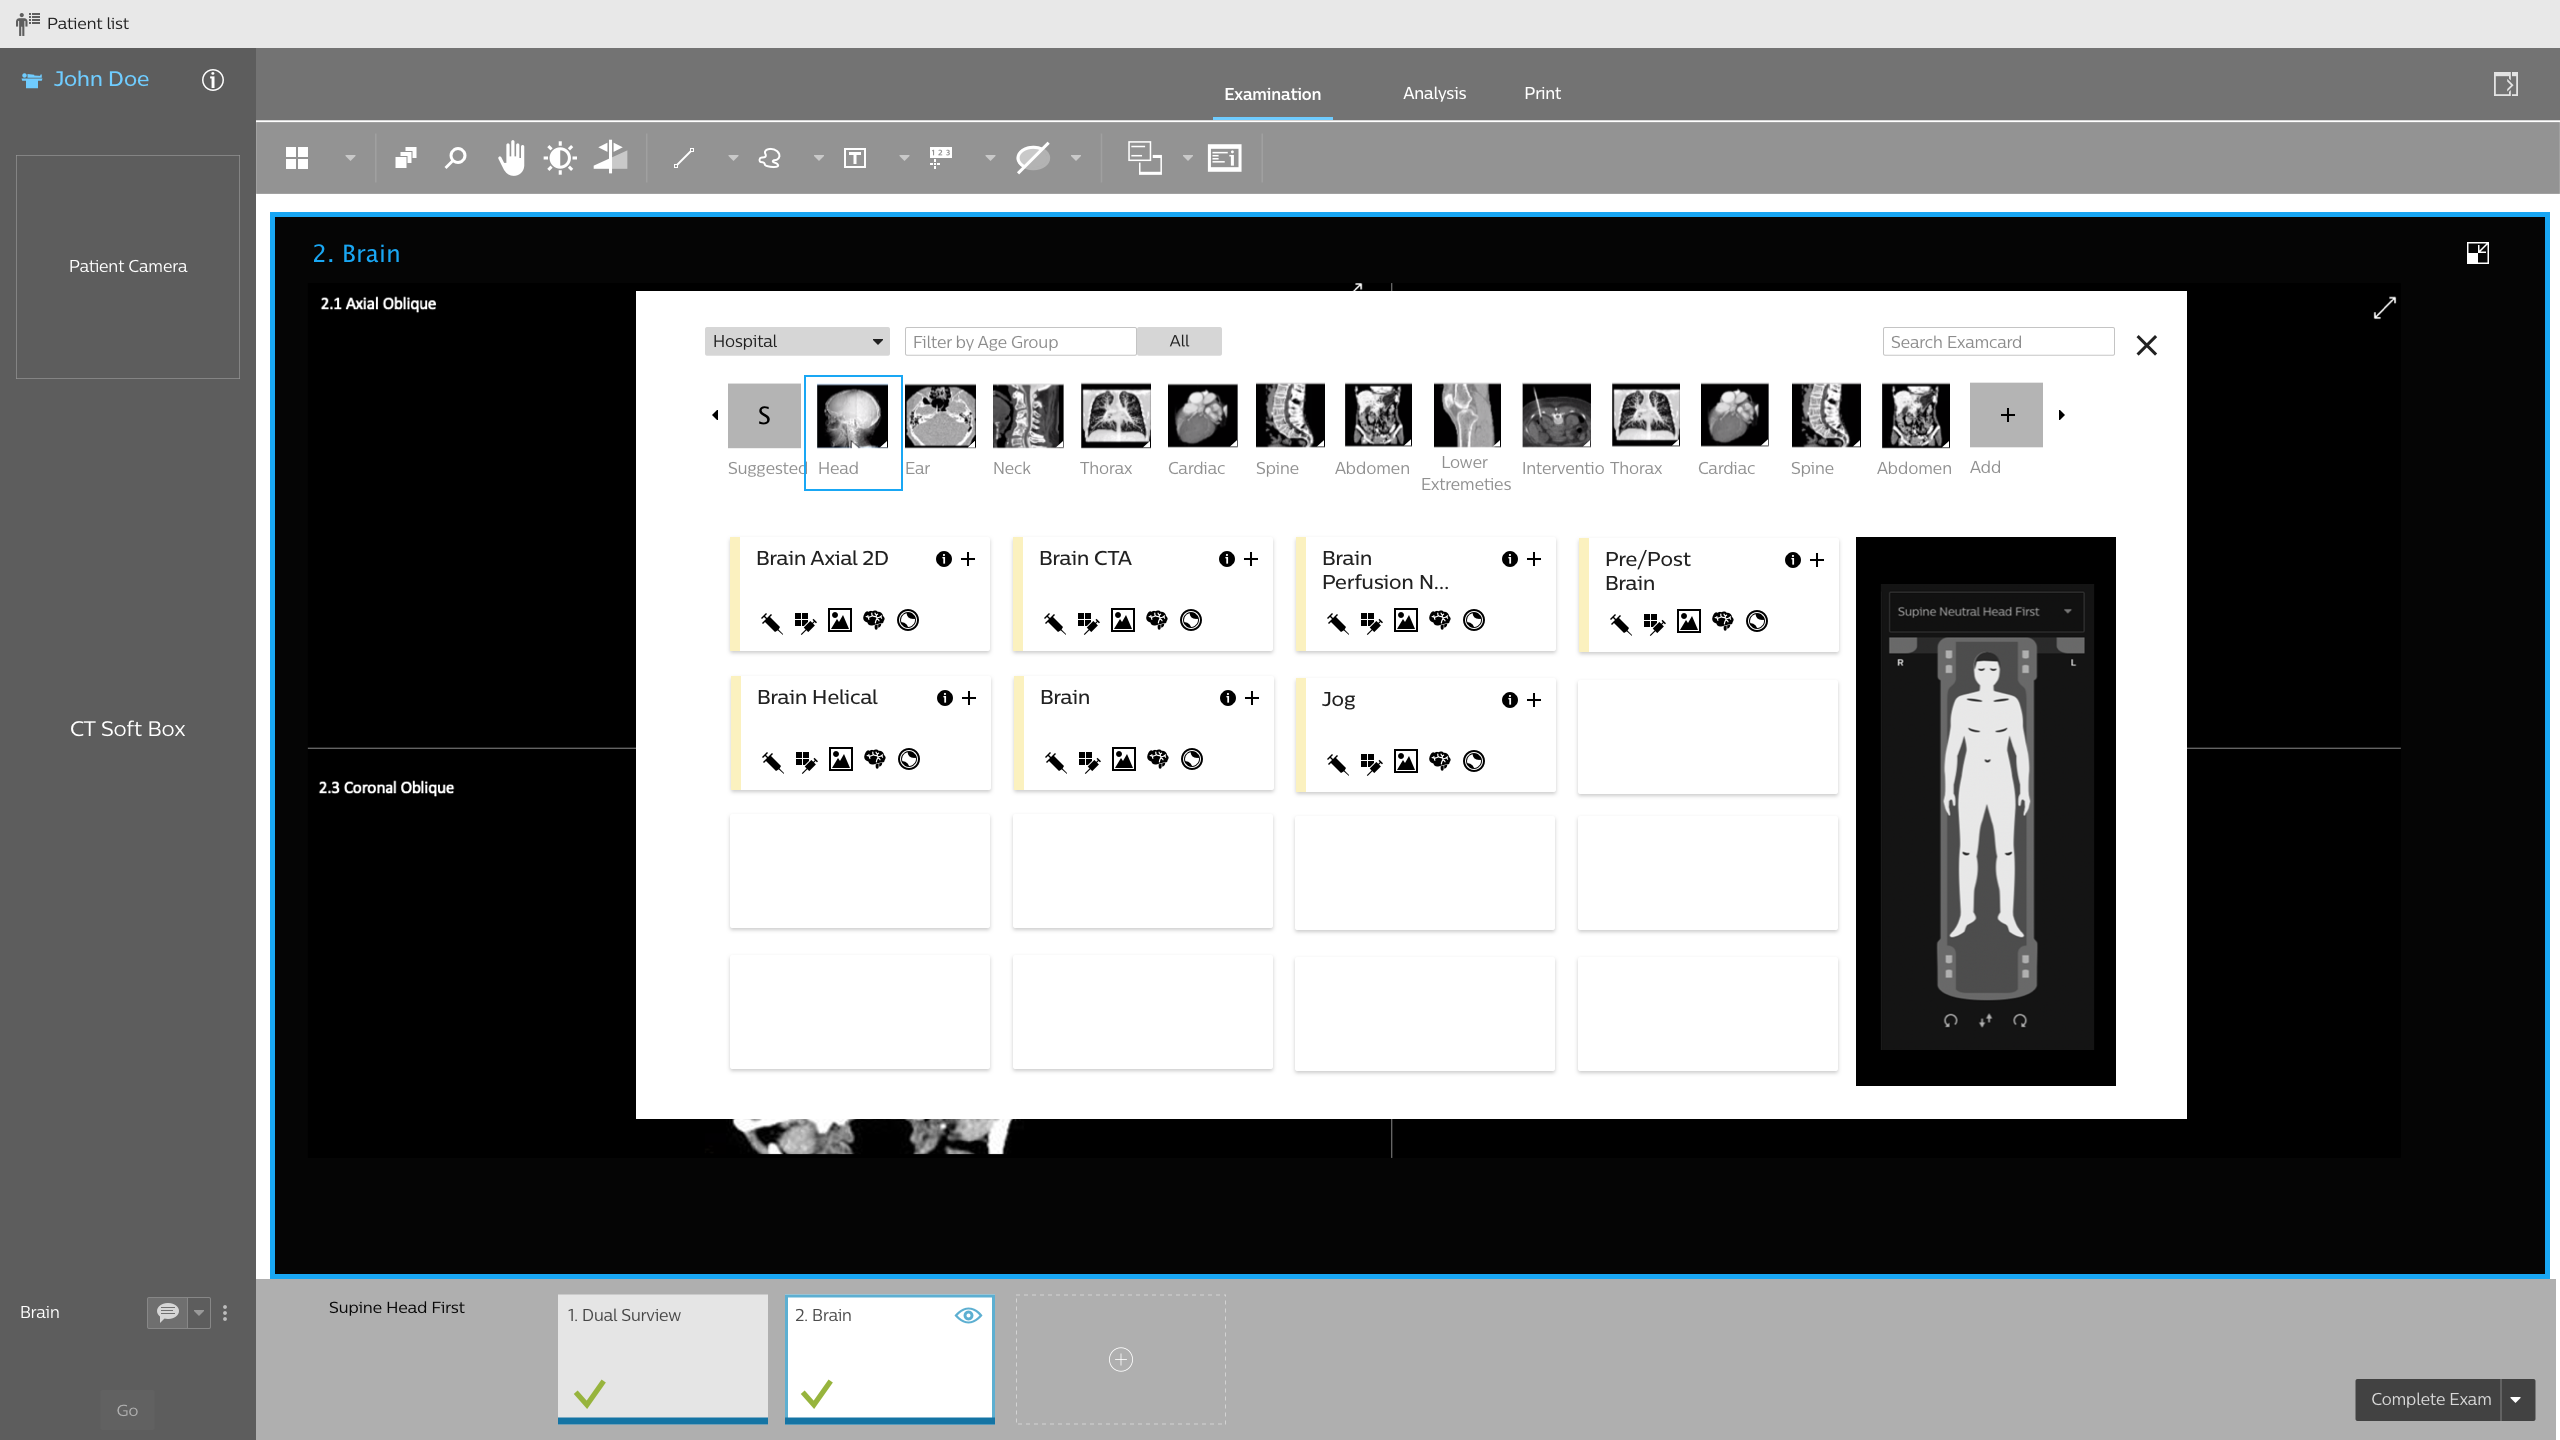 Patient list
John Doe
Examination
Analysis
Print
Patient Camera
CT Soft Box
2. Brain
2.1 Axial Oblique
2.3 Coronal Oblique
Hospital
Filter by Age Group
All
Search Examcard
S
Suggested
Head
Ear
Neck
Thorax
Cardiac
Spine
Abdomen
Lower
Extremeties
Interventio
Thorax
Cardiac
Spine
Abdomen
Add
Brain Axial 2D
Brain CTA
Brain
Perfusion N...
Pre/Post
Brain
Brain Helical
Brain
Jog
Supine Neutral Head First
R
L
Brain
Go
Supine Head First
1. Dual Surview
2. Brain
Complete Exam